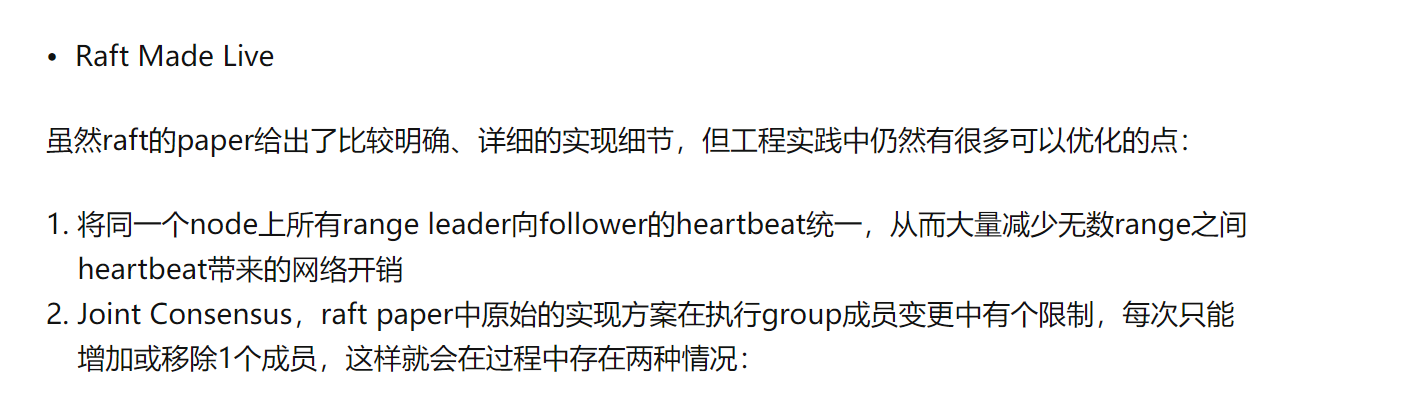 • Raft Made Live
虽然raft的paper给出了比较明确、详细的实现细节，但工程实践中仍然有很多可以优化的点：
1. 将同一个node上所有range leader向follower的heartbeat统一，从而大量减少无数range之间
heartbeat带来的网络开销
2. Joint Consensus，raft paper中原始的实现方案在执行group成员变更中有个限制，每次只能
增加或移除1个成员，这样就会在过程中存在两种情况：